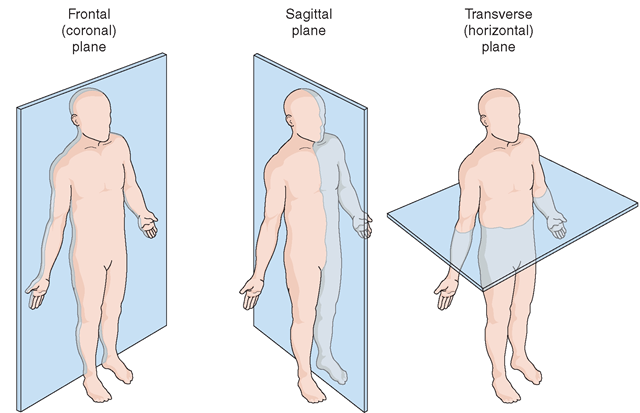 Frontal
(coronal)
plane
Sagittal
plane
Transverse
(horizontal)
plane